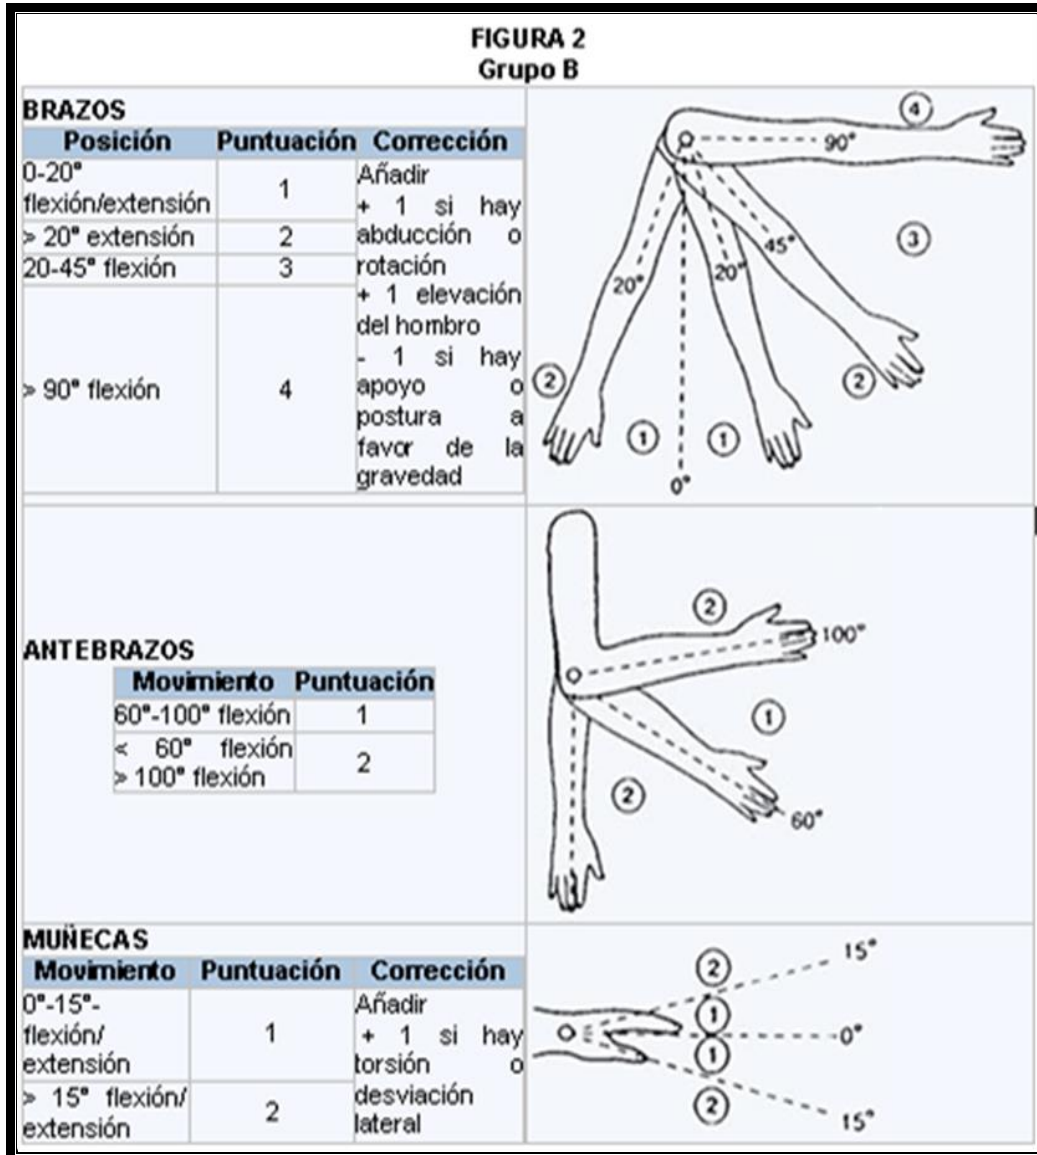 FIGURA 2
Grupo B
BRAZOS
Posición Puntuación Corrección
0-20°
flexión/extensión
1
> 20° extensión 2
20-45° flexión 3
> 90° flexión 4
Añadir
+ 1 si hay
abducción o
rotación
+ 1 elevación
del hombro
- 1 si hay
apoyo o
postura a
favor de la
gravedad
4
90°
3
45°
20°
20°
2
2
1
1
0°
ANTEBRAZOS
Movimiento Puntuación
60°-100° flexión 1
< 60° flexión
> 100° flexión
2
2
100°
1
2
60°
MUÑECAS
Movimiento Puntuación Corrección
0°-15°-
flexión/
extensión
1
> 15° flexión/
extensión
2
Añadir
+ 1 si hay
torsión o
desviación
lateral
15°
2
1
0°
1
2
15°